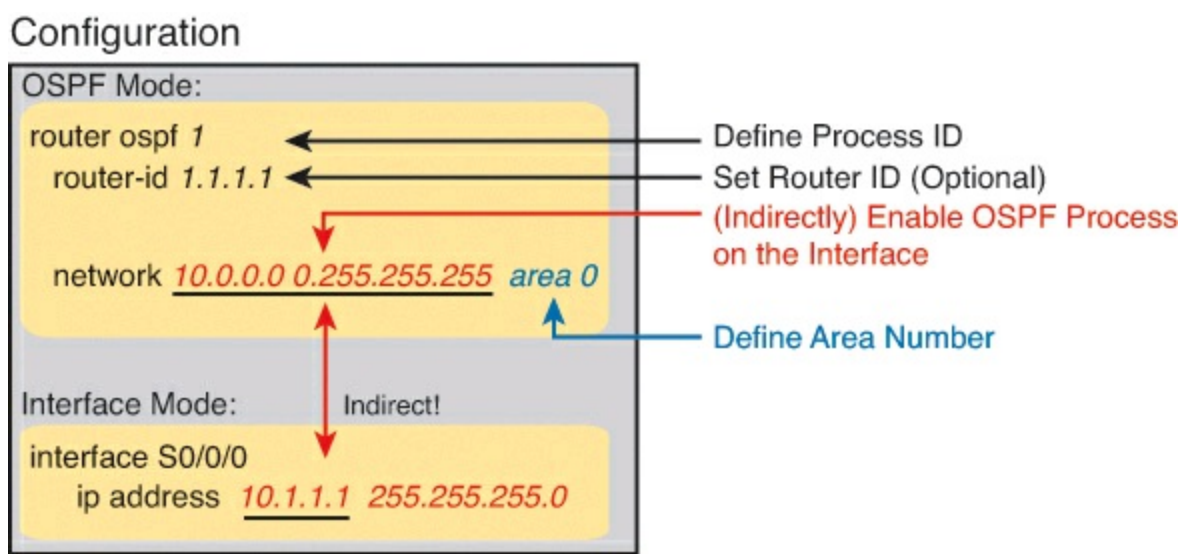 Configuration
OSPF Mode:
router ospf 1
Define Process ID
router-id 1.1.1.1
Set Router ID (Optional)
(Indirectly) Enable OSPF Process
on the Interface
network 10.0.0.0 0.255.255.255 area 0
Define Area Number
Interface Mode:
Indirect!
interface S0/0/0
ip address 10.1.1.1 255.255.255.0